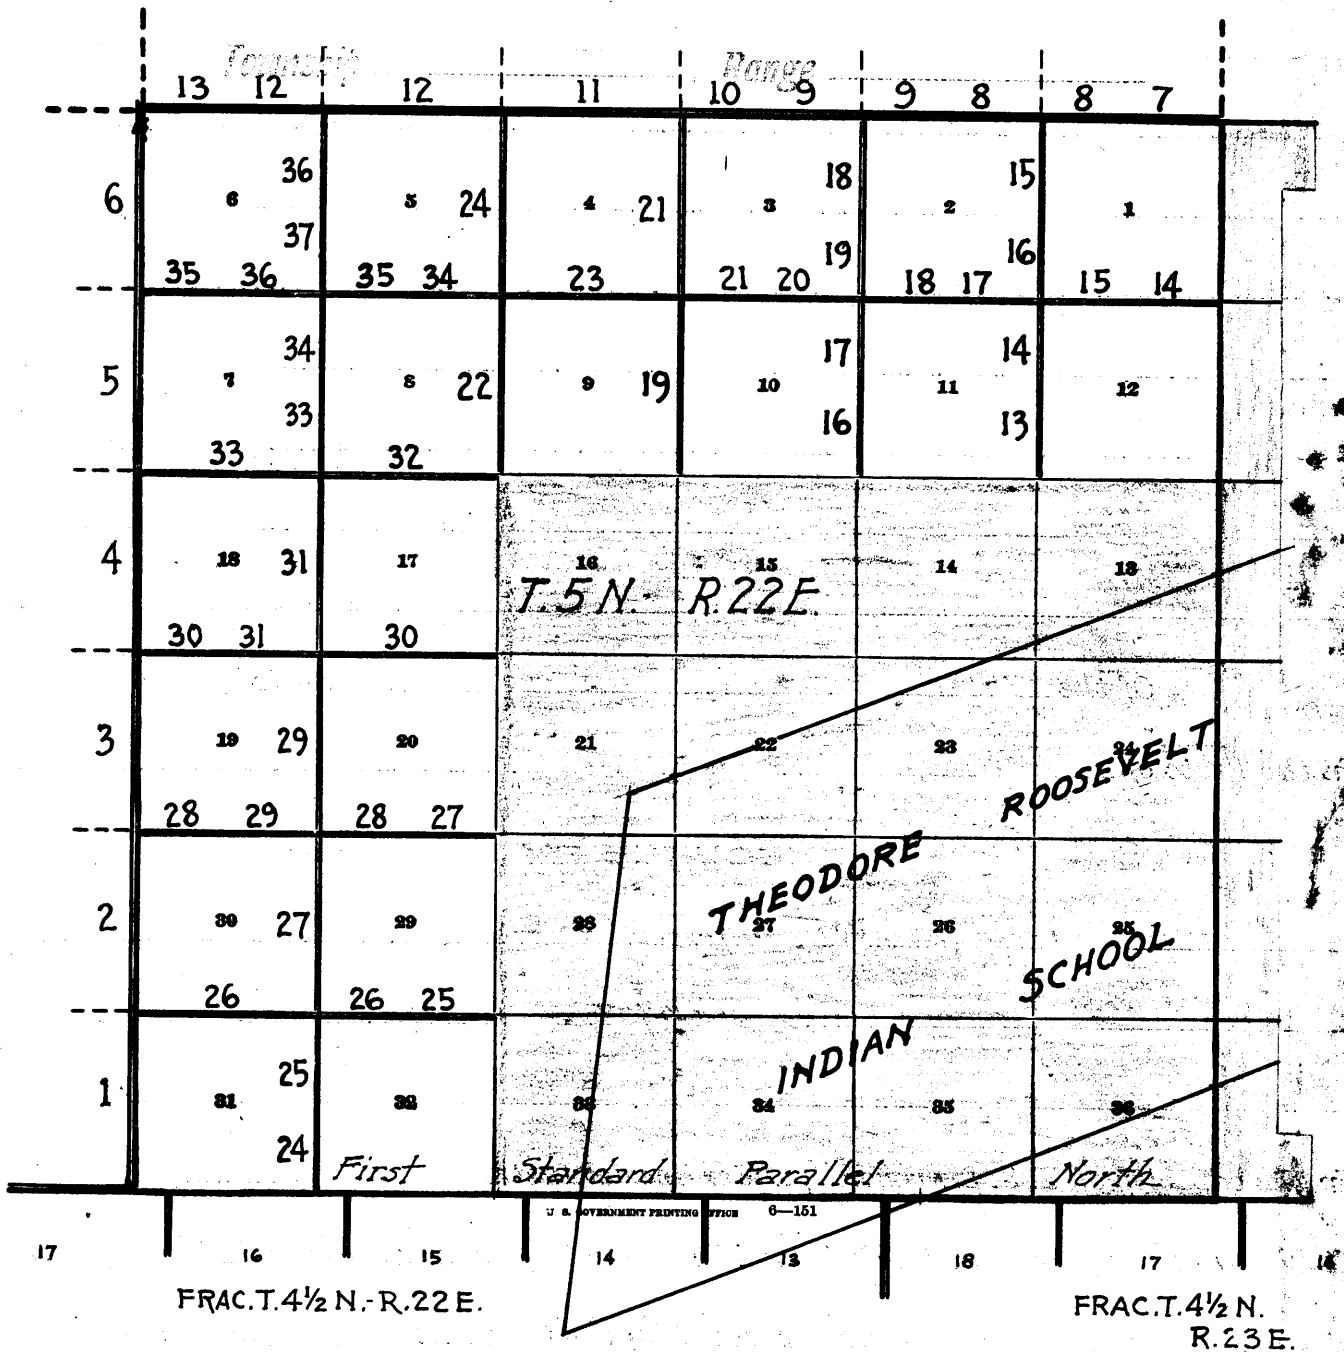 Township Range
13 12 12 11 10 9 9 8 8 7
36 18 15
6 6 5 24 4 21 3 2 1
37 19 16
35 36 35 34 23 21 20 18 17 15 14
34 17 14
5 7 8 22 9 19 10 11 12
33 16 13
33 32
4 18 31 17 16 15 14 13
T. 5 N. - R. 22 E.
30 31 30
3 19 29 20 21 22 23 24
ROOSEVELT
28 29 28 27
THEODORE
2 30 27 29 28 27 26 25
SCHOOL
26 26 25
INDIAN
25
1 31 32 33 34 35 36
24
First Standard Parallel North
U. S. GOVERNMENT PRINTING OFFICE 6—151
17 16 15 14 13 18 17
FRAC. T. 4½ N. - R. 22 E.
FRAC. T. 4½ N.
R. 23 E.